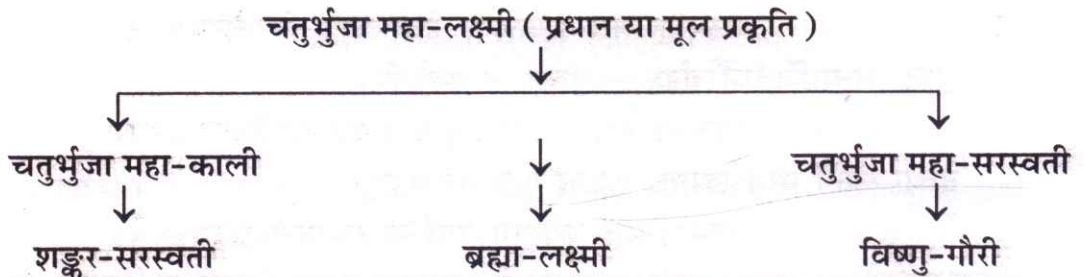 चतुर्भुजा महा-लक्ष्मी ( प्रधान या मूल प्रकृति )
चतुर्भुजा महा-काली चतुर्भुजा महा-सरस्वती
शङ्कर-सरस्वती ब्रह्मा-लक्ष्मी विष्णु-गौरी